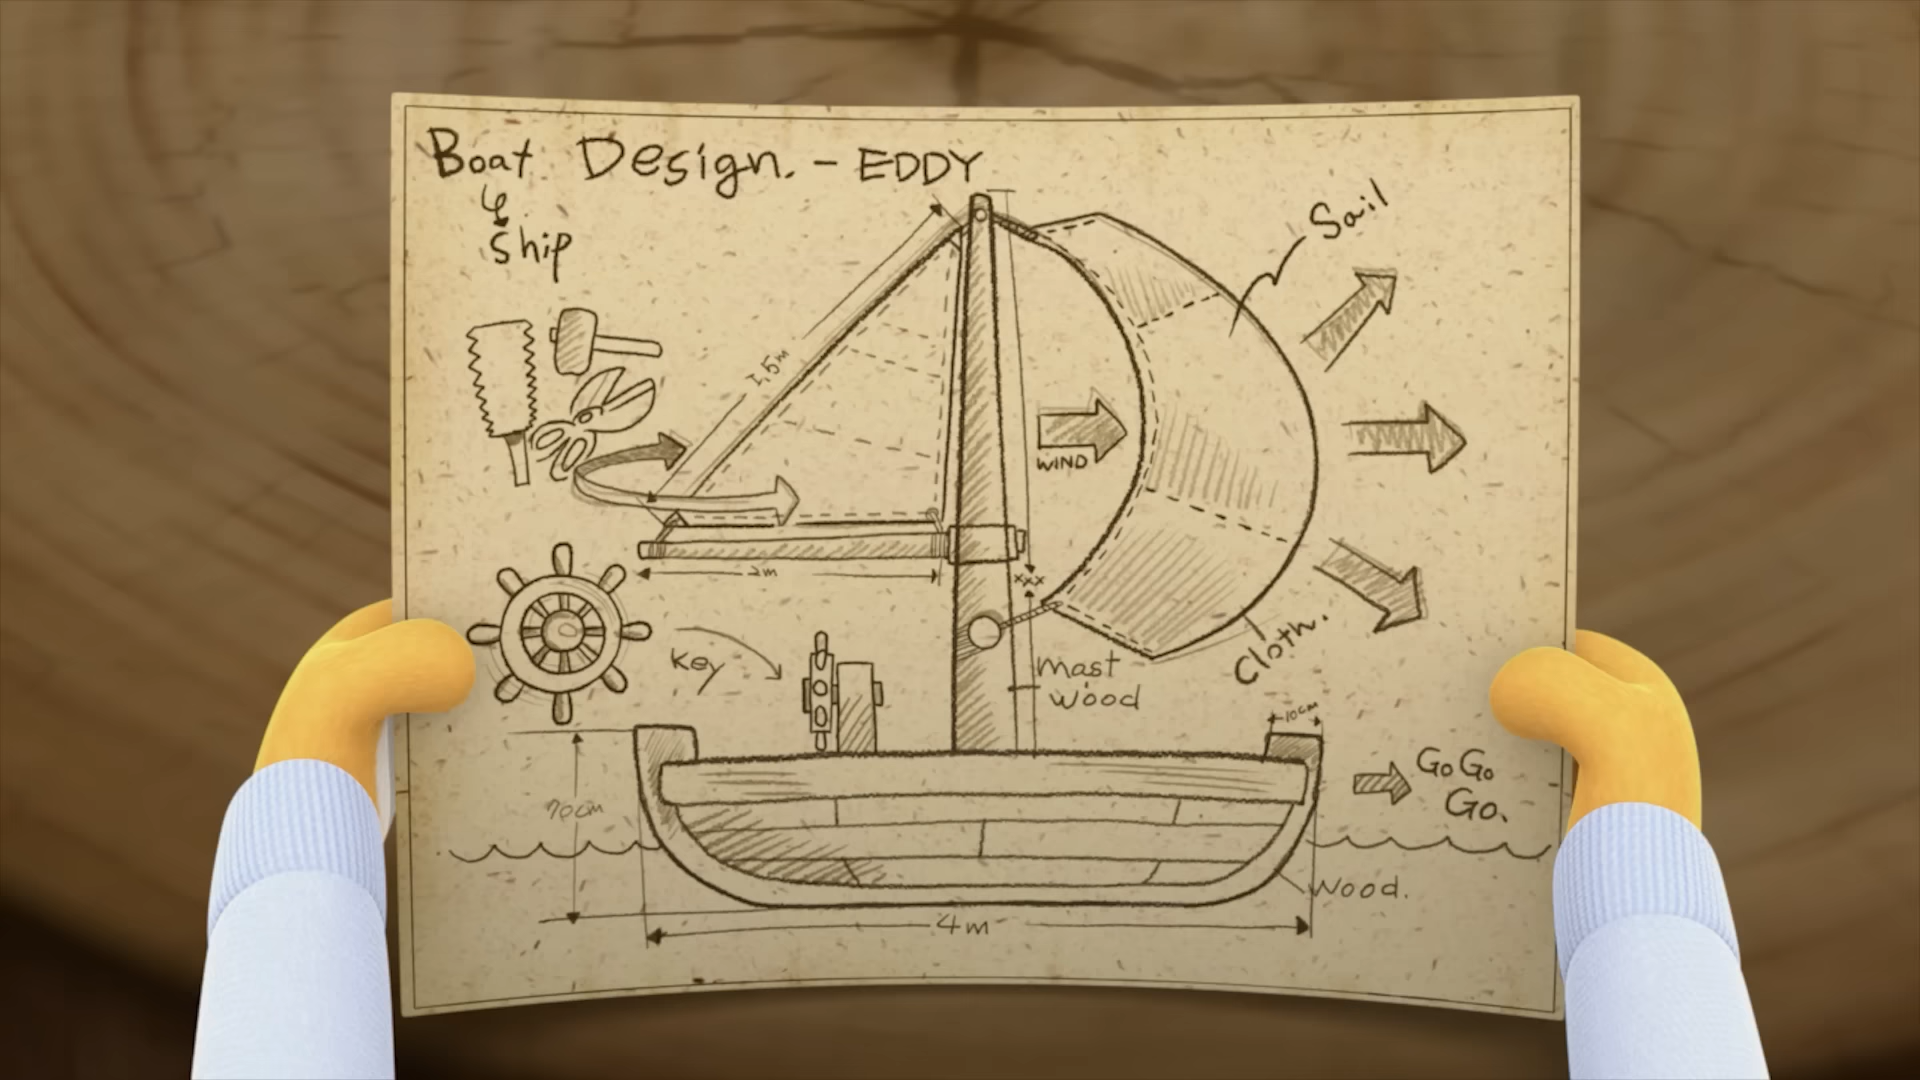 Boat Design. - EDDY
Ship
Sail
1,5m
WIND
2m
xxx
Key
Mast
Wood
Cloth.
10cm
Go Go
Go.
70cm
Wood.
4m